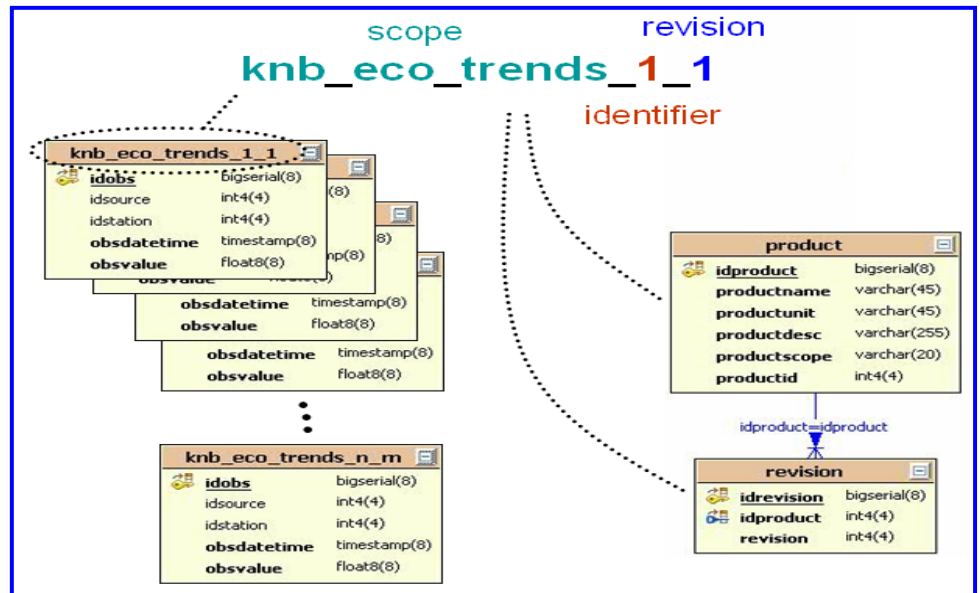 scope
revision
knb_eco_trends_1_1
identifier
knb_eco_trends_1_1
idobs bigserial(8)
idsource int4(4)
idstation int4(4)
obsdatetime timestamp(8)
obsvalue float8(8)
(8)
8)
mp(8)
obsdatetime timestamp(8)
obsvalue float8(8)
obsdatetime timestamp(8)
obsvalue float8(8)
knb_eco_trends_n_m
idobs bigserial(8)
idsource int4(4)
idstation int4(4)
obsdatetime timestamp(8)
obsvalue float8(8)
product
idproduct bigserial(8)
productname varchar(45)
productunit varchar(45)
productdesc varchar(255)
productscope varchar(20)
productid int4(4)
idproduct=idproduct
revision
idrevision bigserial(8)
idproduct int4(4)
revision int4(4)